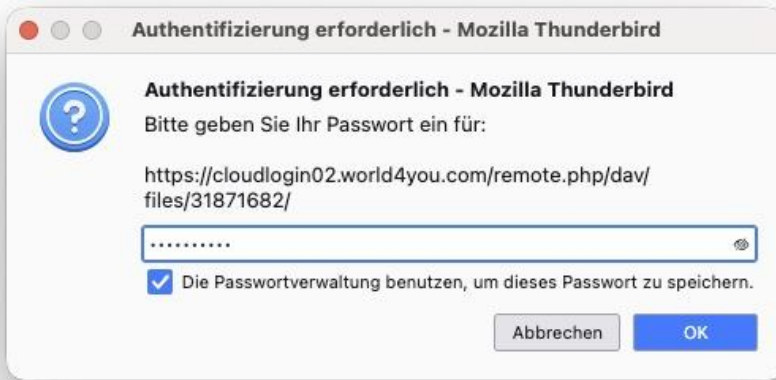 Authentifizierung erforderlich - Mozilla Thunderbird
Authentifizierung erforderlich - Mozilla Thunderbird
Bitte geben Sie Ihr Passwort ein für:
https://cloudlogin02.world4you.com/remote.php/dav/
files/31871682/
••••••••••
Die Passwortverwaltung benutzen, um dieses Passwort zu speichern.
Abbrechen
OK